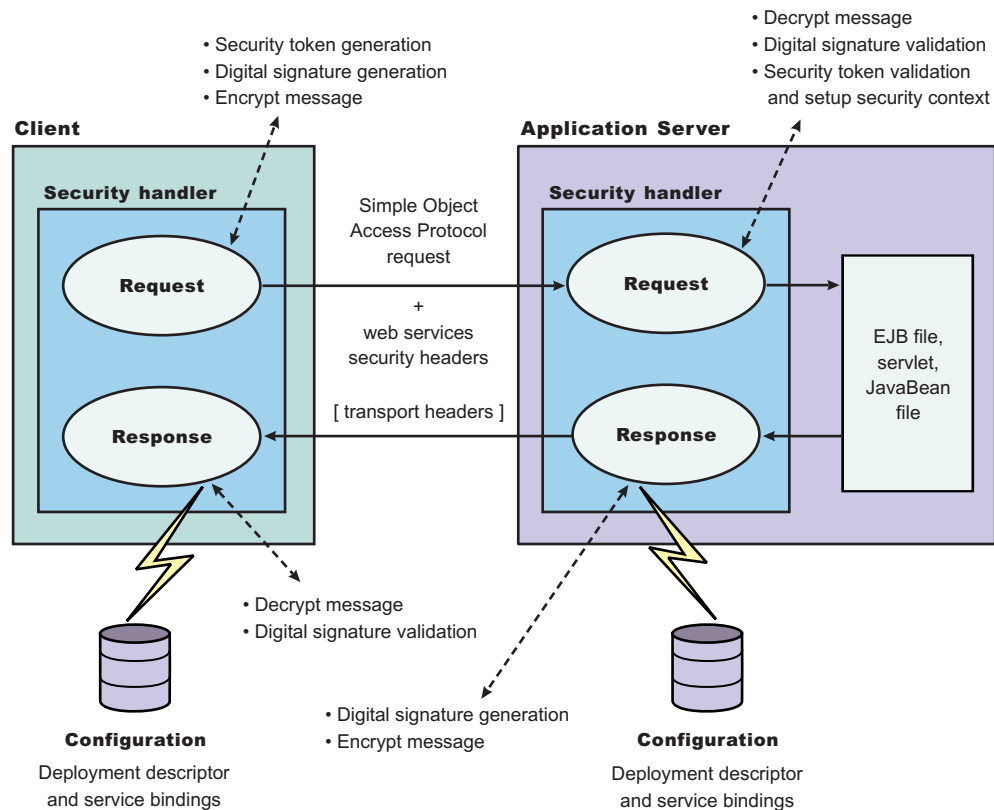 • Security token generation
• Digital signature generation
• Encrypt message
• Decrypt message
• Digital signature validation
• Security token validation
and setup security context
Client
Application Server
Security handler
Security handler
Simple Object
Access Protocol
request
Request
Request
+
web services
security headers
EJB file,
servlet,
JavaBean
file
[ transport headers ]
Response
Response
• Decrypt message
• Digital signature validation
• Digital signature generation
• Encrypt message
Configuration
Deployment descriptor
and service bindings
Configuration
Deployment descriptor
and service bindings